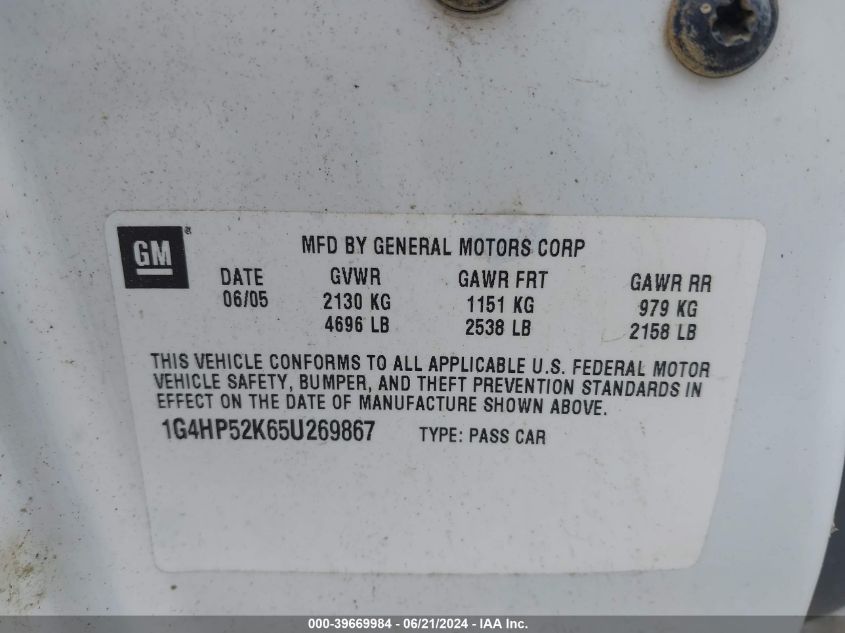 GM®
MFD BY GENERAL MOTORS CORP
DATE GVWR GAWR FRT GAWR RR
06/05 2130 KG 1151 KG 979 KG
4696 LB 2538 LB 2158 LB
THIS VEHICLE CONFORMS TO ALL APPLICABLE U.S. FEDERAL MOTOR
VEHICLE SAFETY, BUMPER, AND THEFT PREVENTION STANDARDS IN
EFFECT ON THE DATE OF MANUFACTURE SHOWN ABOVE.
1G4HP52K65U269867 TYPE: PASS CAR
000-39669984 / 06/21/2024 - IAA Inc.